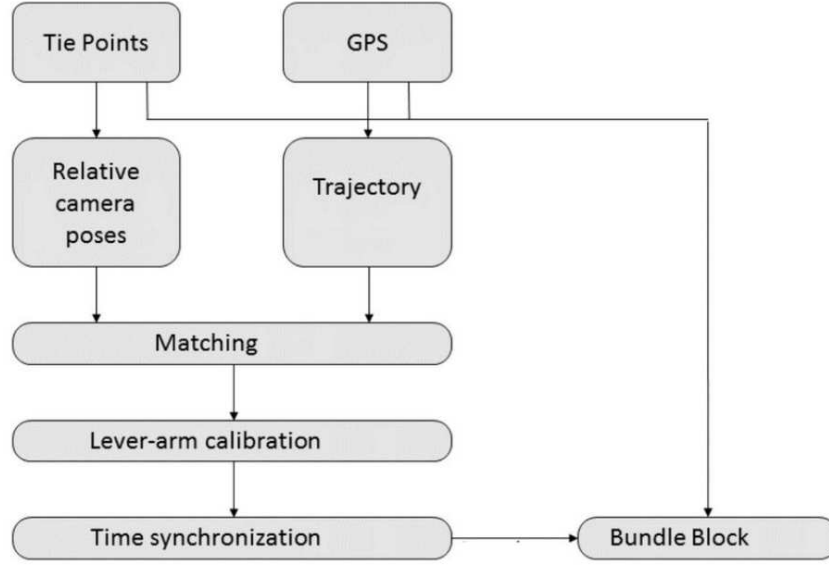 Tie Points
GPS
Relative
camera
poses
Trajectory
Matching
Lever-arm calibration
Time synchronization
Bundle Block